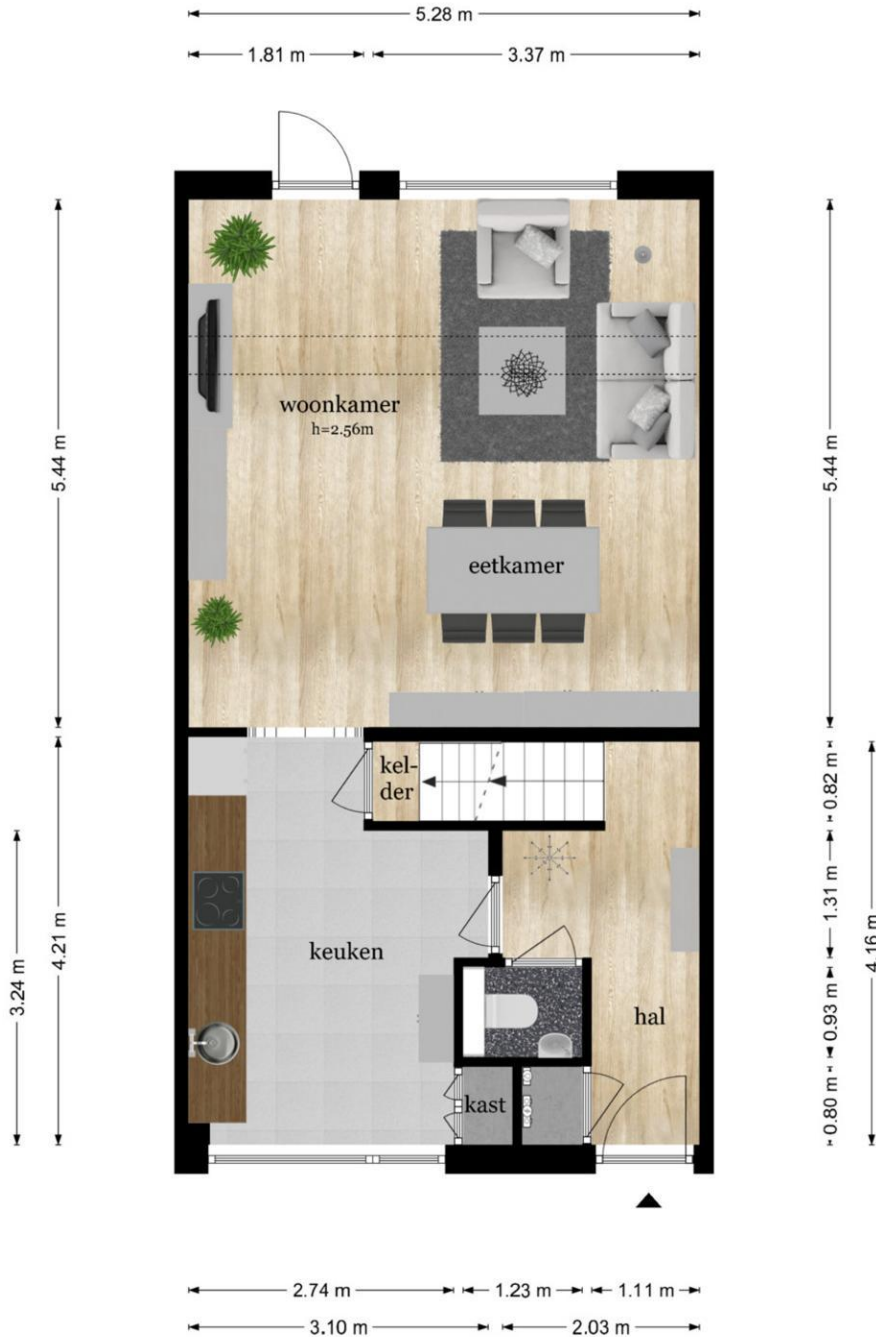 5.28 m
1.81 m
3.37 m
5.44 m
5.44 m
woonkamer
h=2.56m
eetkamer
kel-
der
0.82 m
1.31 m
4.16 m
3.24 m
4.21 m
keuken
0.93 m
hal
0.80 m
kast
2.74 m
1.23 m
1.11 m
3.10 m
2.03 m